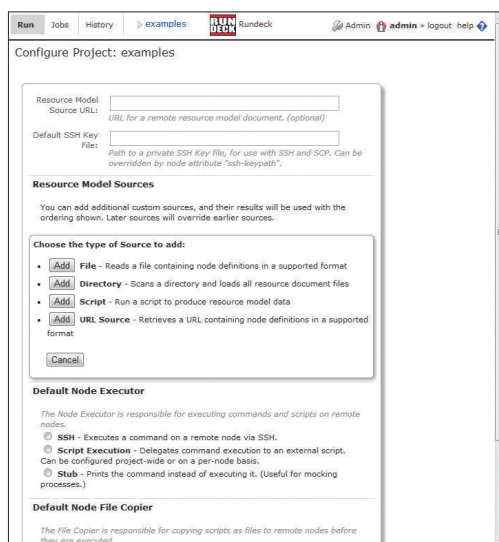 Run Jobs History examples RUN DECK Rundeck Admin admin » logout help ?
Configure Project: examples
Resource Model
Source URL:
URL for a remote resource model document. (optional)
Default SSH Key
File:
Path to a private SSH Key file, for use with SSH and SCP. Can be
overridden by node attribute "ssh-keypath".
Resource Model Sources
You can add additional custom sources, and their results will be used with the
ordering shown. Later sources will override earlier sources.
Choose the type of Source to add:
• Add File - Reads a file containing node definitions in a supported format
• Add Directory - Scans a directory and loads all resource document files
• Add Script - Run a script to produce resource model data
• Add URL Source - Retrieves a URL containing node definitions in a supported
format
Cancel
Default Node Executor
The Node Executor is responsible for executing commands and scripts on remote
nodes.
SSH - Executes a command on a remote node via SSH.
Script Execution - Delegates command execution to an external script.
Can be configured project-wide or on a per-node basis.
Stub - Prints the command instead of executing it. (Useful for mocking
processes.)
Default Node File Copier
The File Copier is responsible for copying scripts as files to remote nodes before
they are executed.